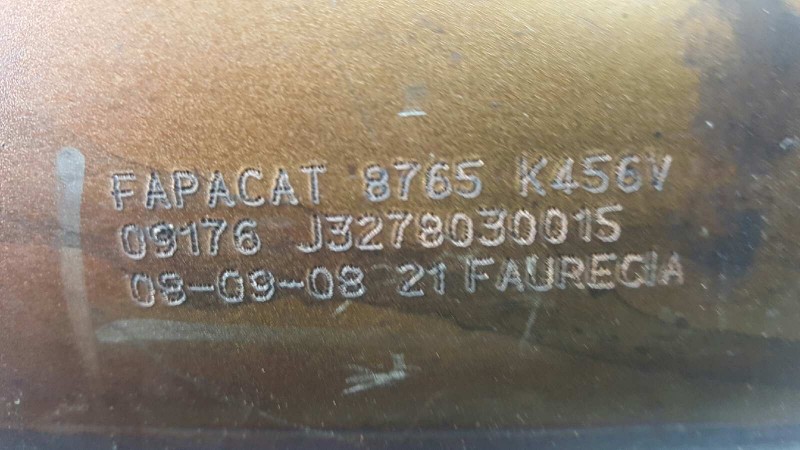 FAPACAT 8765 K456V
09176 J3278030015
08-09-08 21 FAURECIA